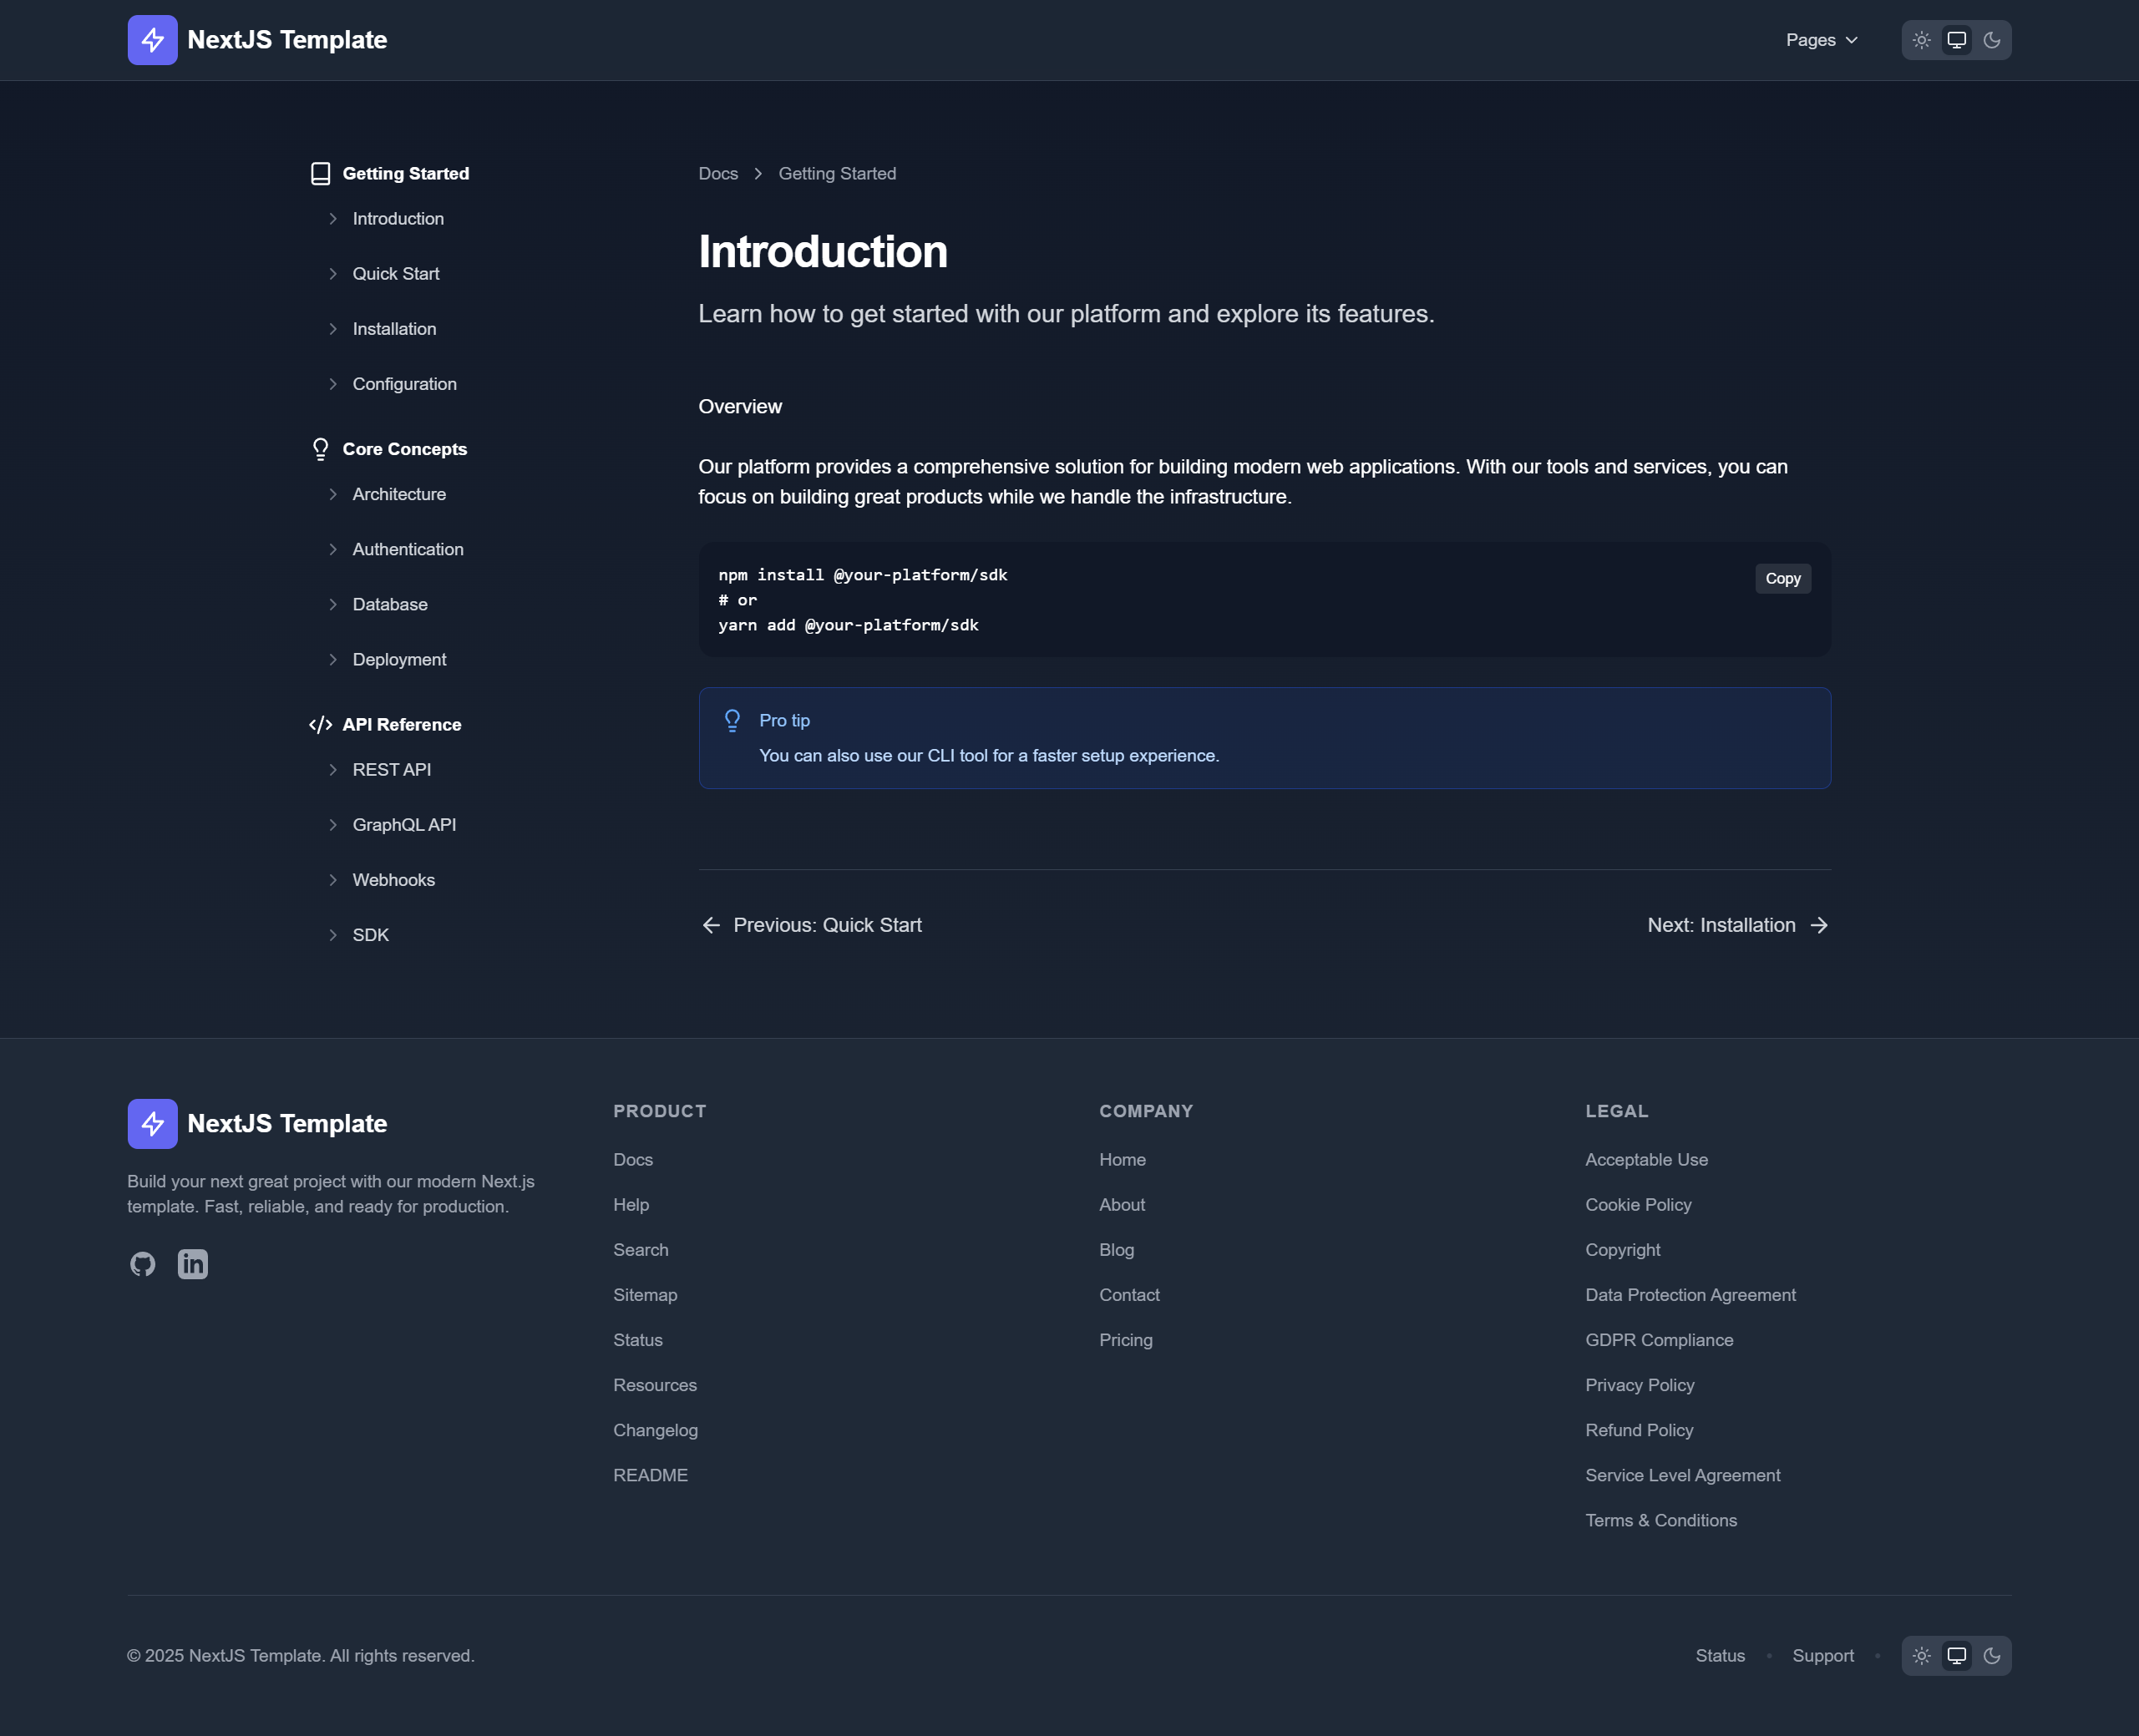 NextJS Template
Pages
Getting Started
Introduction
Quick Start
Installation
Configuration
Core Concepts
Architecture
Authentication
Database
Deployment
API Reference
REST API
GraphQL API
Webhooks
SDK
Docs
Getting Started
Introduction
Learn how to get started with our platform and explore its features.
Overview
Our platform provides a comprehensive solution for building modern web applications. With our tools and services, you can
focus on building great products while we handle the infrastructure.
npm install @your-platform/sdk
# or
yarn add @your-platform/sdk
Copy
Pro tip
You can also use our CLI tool for a faster setup experience.
Previous: Quick Start
Next: Installation
NextJS Template
Build your next great project with our modern Next.js
template. Fast, reliable, and ready for production.
in
PRODUCT
Docs
Help
Search
Sitemap
Status
Resources
Changelog
README
COMPANY
Home
About
Blog
Contact
Pricing
LEGAL
Acceptable Use
Cookie Policy
Copyright
Data Protection Agreement
GDPR Compliance
Privacy Policy
Refund Policy
Service Level Agreement
Terms & Conditions
© 2025 NextJS Template. All rights reserved.
Status
Support